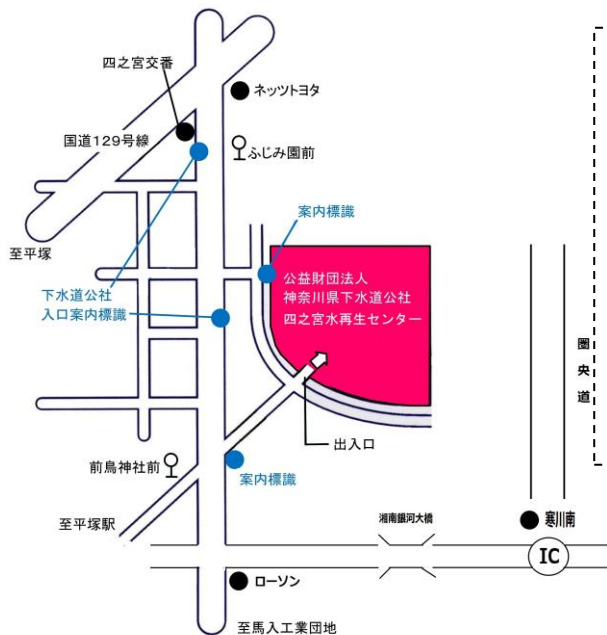 四之宮交番
ネッツトヨタ
国道129号線
ふじみ園前
至平塚
案内標識
下水道公社
入口案内標識
公益財団法人
神奈川県下水道公社
四之宮水再生センター
圏央道
出入口
前鳥神社前
案内標識
至平塚駅
湘南銀河大橋
寒川南
IC
ローソン
至馬入工業団地